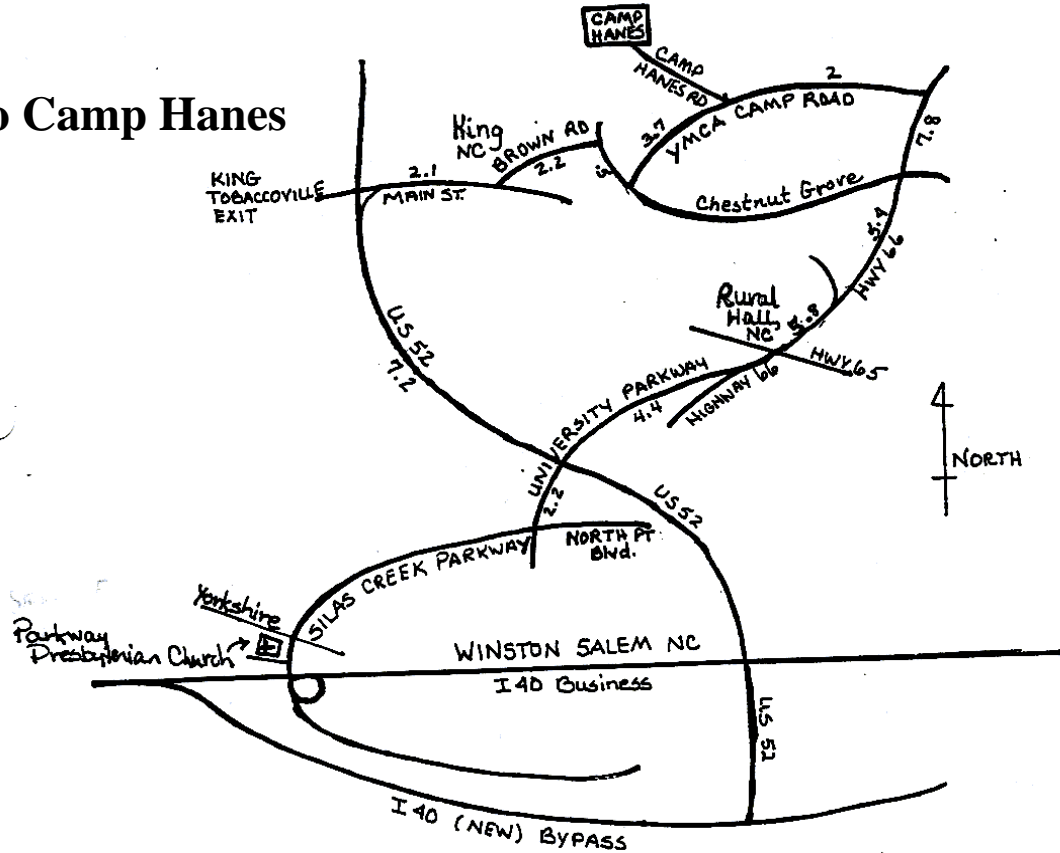 o Camp Hanes
CAMP
HANES
CAMP
HANES RD
2
YMCA CAMP ROAD
3.7
7.8
King
NC
BROWN RD
2.2
.5
KING
TOBACCOVILLE
EXIT
2.1
MAIN ST.
Chestnut Grove
5.4
HWY 66
Rural
Hall,
NC
5.8
HWY 65
US 52
7.2
UNIVERSITY PARKWAY
4.4
HIGHWAY 66
NORTH
2.2
US 52
NORTH PT
Blvd.
SILAS CREEK PARKWAY
Yorkshire
Parkway
Presbyterian Church
WINSTON SALEM NC
I 40 Business
US 52
I 40 (NEW) BYPASS